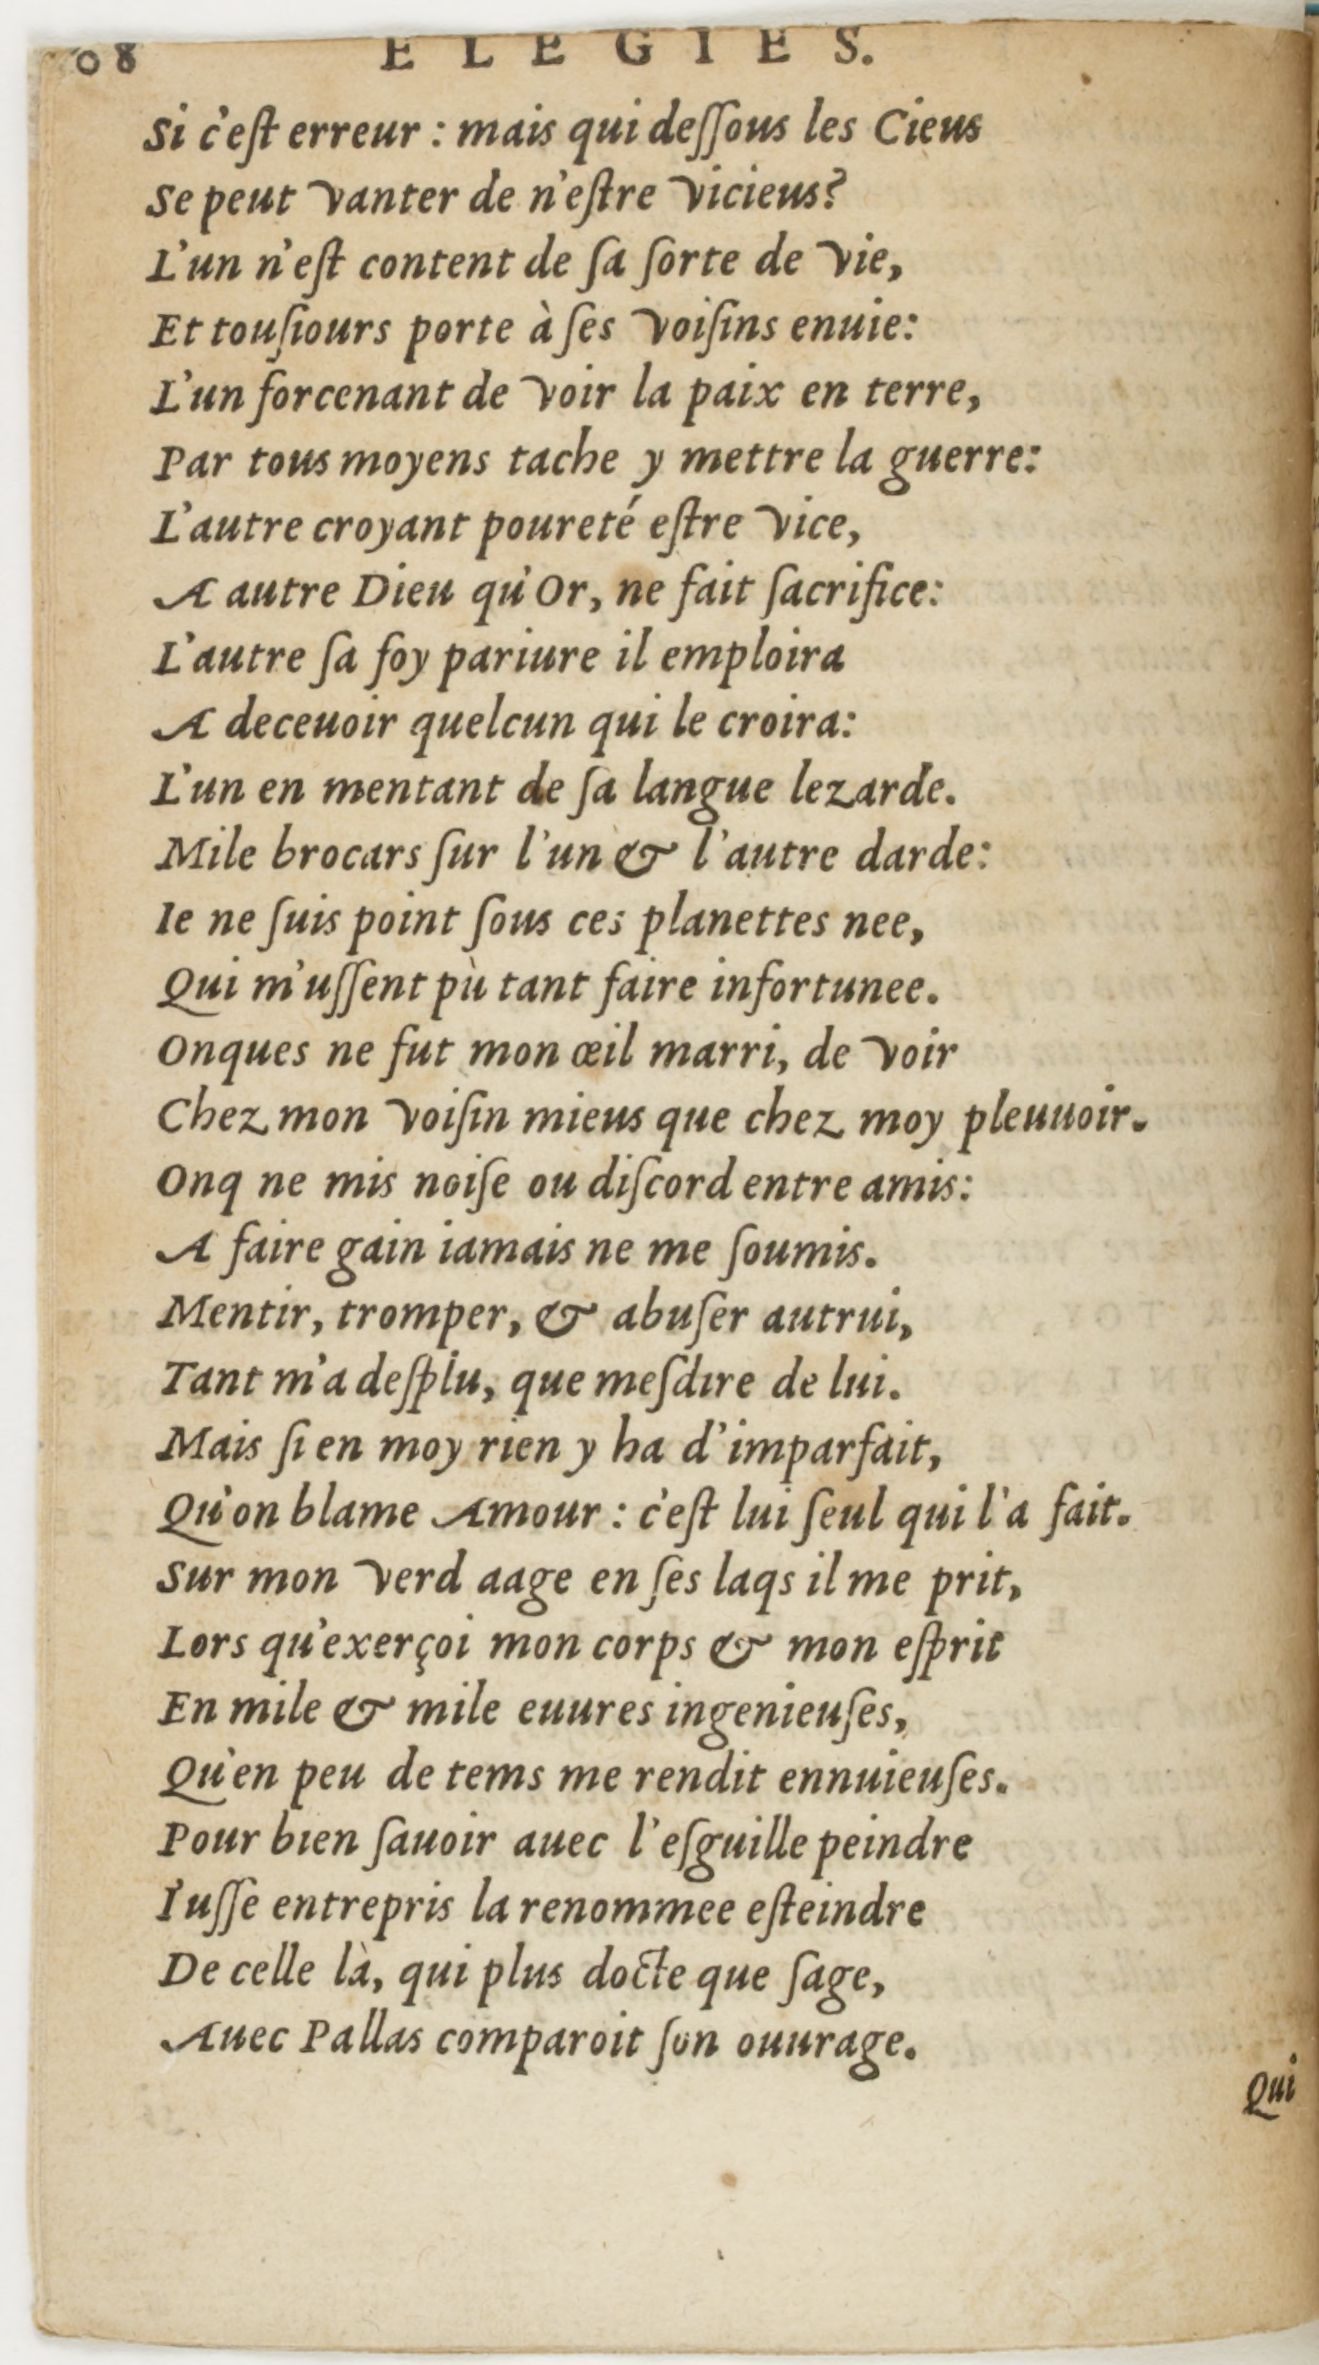 08 ELEGIES.
Si c'eſt erreur : mais qui deſſous les Cieus
Se peut vanter de n'eſtre vicieus?
L'un n'eſt content de ſa ſorte de vie,
Et touſiours porte à ſes voiſins enuie:
L'un forcenant de voir la paix en terre,
Par tous moyens tache y mettre la guerre:
L'autre croyant poureté eſtre vice,
A autre Dieu qu'Or, ne fait ſacrifice:
L'autre ſa foy pariure il emploira
A deceuoir quelcun qui le croira:
L'un en mentant de ſa langue lezarde.
Mile brocars ſur l'un & l'autre darde:
Ie ne ſuis point ſous ces planettes nee,
Qui m'uſſent pù tant faire infortunee.
Onques ne fut mon œil marri, de voir
Chez mon voiſin mieus que chez moy pleuuoir.
Onq ne mis noiſe ou diſcord entre amis:
A faire gain iamais ne me ſoumis.
Mentir, tromper, & abuſer autrui,
Tant m'a deſplu, que meſdire de lui.
Mais ſi en moy rien y ha d'imparfait,
Qu'on blame Amour : c'eſt lui ſeul qui l'a fait.
Sur mon verd aage en ſes laqs il me prit,
Lors qu'exerçoi mon corps & mon eſprit
En mile & mile euures ingenieuſes,
Qu'en peu de tems me rendit ennuieuſes.
Pour bien ſauoir auec l'eſguille peindre
I'uſſe entrepris la renommee eſteindre
De celle là, qui plus docte que ſage,
Auec Pallas comparoit ſon ouurage.
Qui